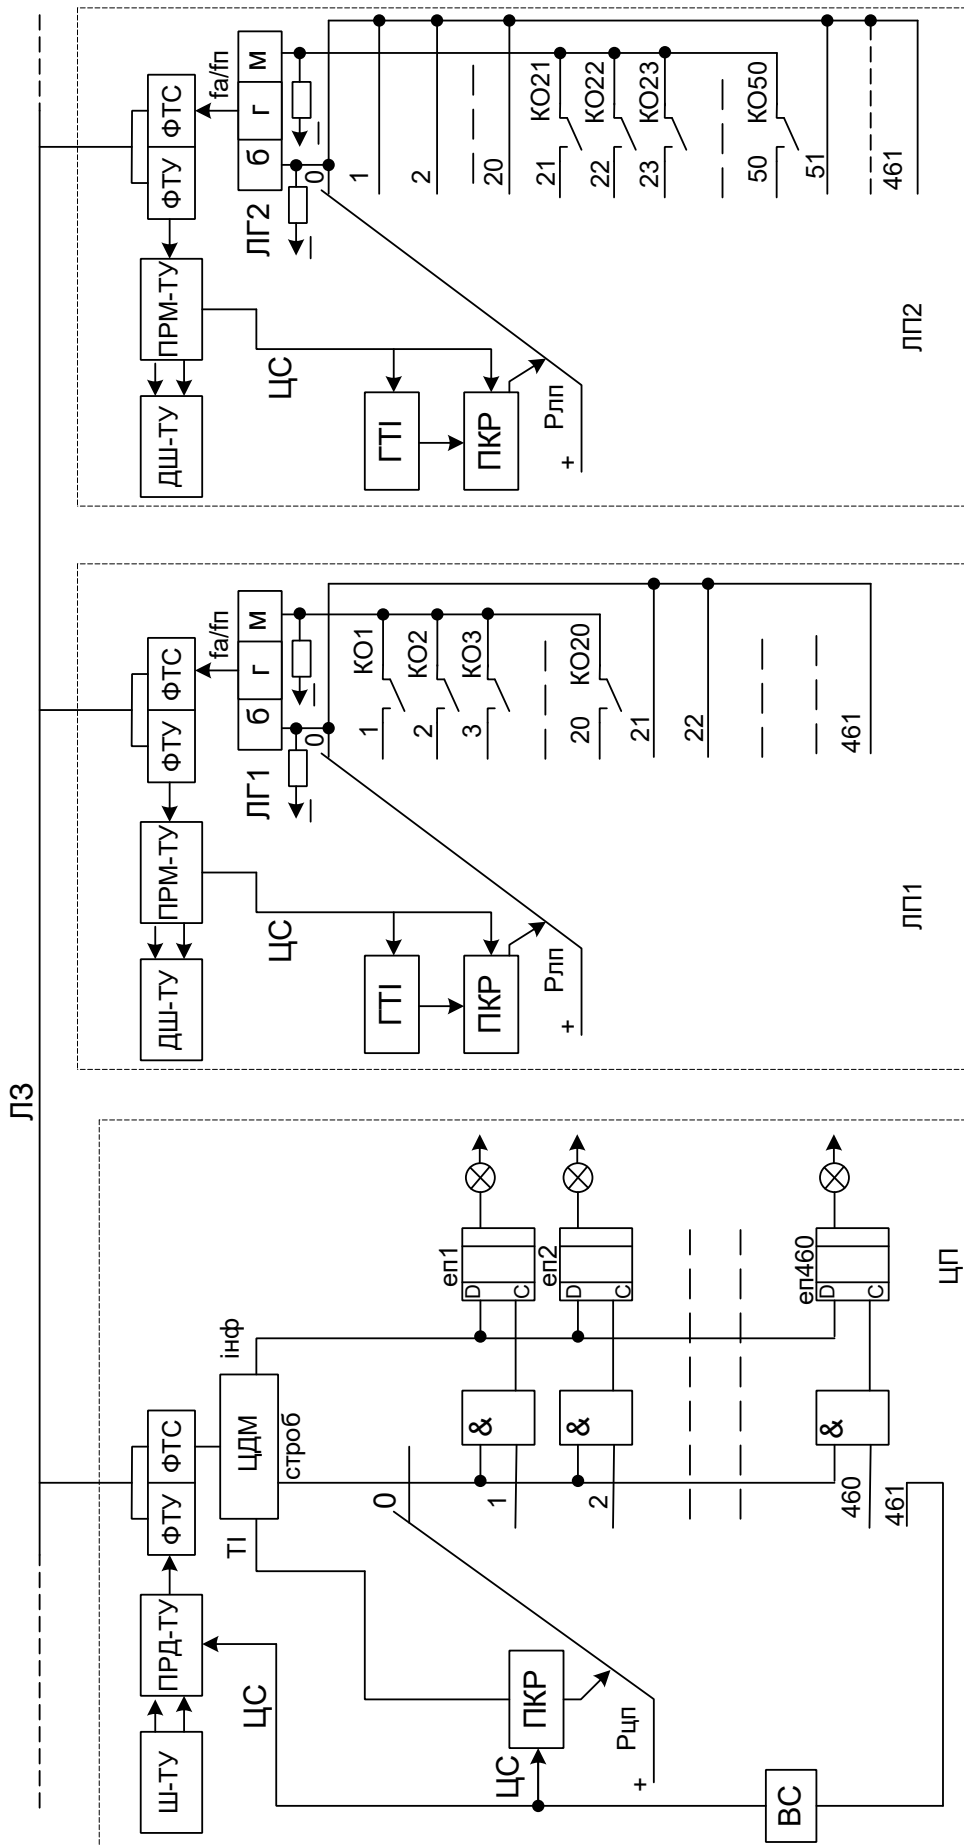 ЛЗ
Ш-ТУ
ПРД-ТУ
ФТУ
ФТС
ЦС
ТІ
ЦДМ
інф
строб
0
1
&
еп1
D
C
2
&
еп2
D
C
460
&
еп460
D
C
461
ЦС
ПКР
Рцп
+
ВС
ЦП
ДШ-ТУ
ПРМ-ТУ
ФТУ
ФТС
fa/fп
ЦС
ЛГ1
б
г
м
0
ГТІ
ПКР
Рлп
+
1
КО1
2
КО2
3
КО3
20
КО20
21
22
461
ЛП1
ДШ-ТУ
ПРМ-ТУ
ФТУ
ФТС
fa/fп
ЦС
ЛГ2
б
г
м
0
ГТІ
ПКР
Рлп
+
1
2
20
21
КО21
22
КО22
23
КО23
50
КО50
51
461
ЛП2